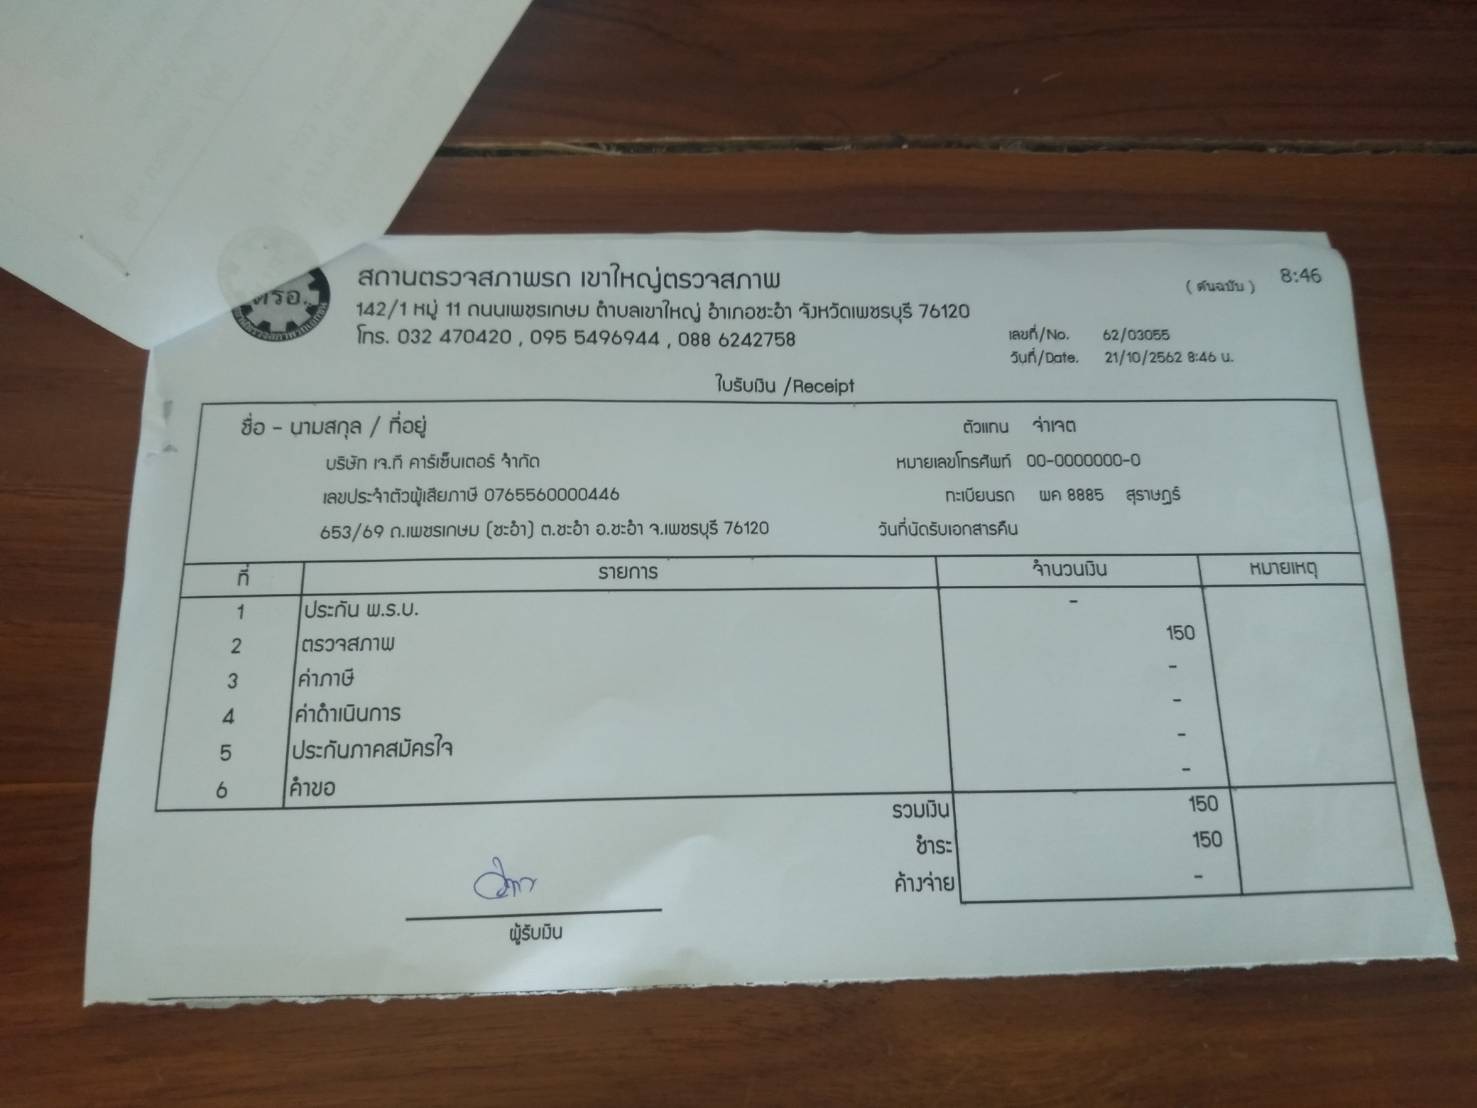 สถานตรวจสภาพรถ เขาใหญ่ตรวจสภาพ
( ต้นฉบับ ) 8:46
142/1 หมู่ 11 ถนนเพชรเกษม ตำบลเขาใหญ่ อำเภอชะอำ จังหวัดเพชรบุรี 76120
โทร. 032 470420 , 095 5496944 , 088 6242758
เลขที่/No. 62/03055
วันที่/Date. 21/10/2562 8:46 น.
ตรอ.
ใบรับเงิน /Receipt
ชื่อ - นามสกุล / ที่อยู่ ตัวแทน จ่าเจต
บริษัท เจ.ที คาร์เซ็นเตอร์ จำกัด หมายเลขโทรศัพท์ 00-0000000-0
เลขประจำตัวผู้เสียภาษี 0765560000446 ทะเบียนรถ ผค 8885 สุราษฎร์
653/69 ถ.เพชรเกษม (ชะอำ) ต.ชะอำ อ.ชะอำ จ.เพชรบุรี 76120 วันที่นัดรับเอกสารคืน
ที่ รายการ จำนวนเงิน หมายเหตุ
1 ประกัน พ.ร.บ. -
2 ตรวจสภาพ 150
3 ค่าภาษี -
4 ค่าดำเนินการ -
5 ประกันภาคสมัครใจ -
6 คำขอ -
รวมเงิน 150
ชำระ 150
ค้างจ่าย -
ผู้รับเงิน